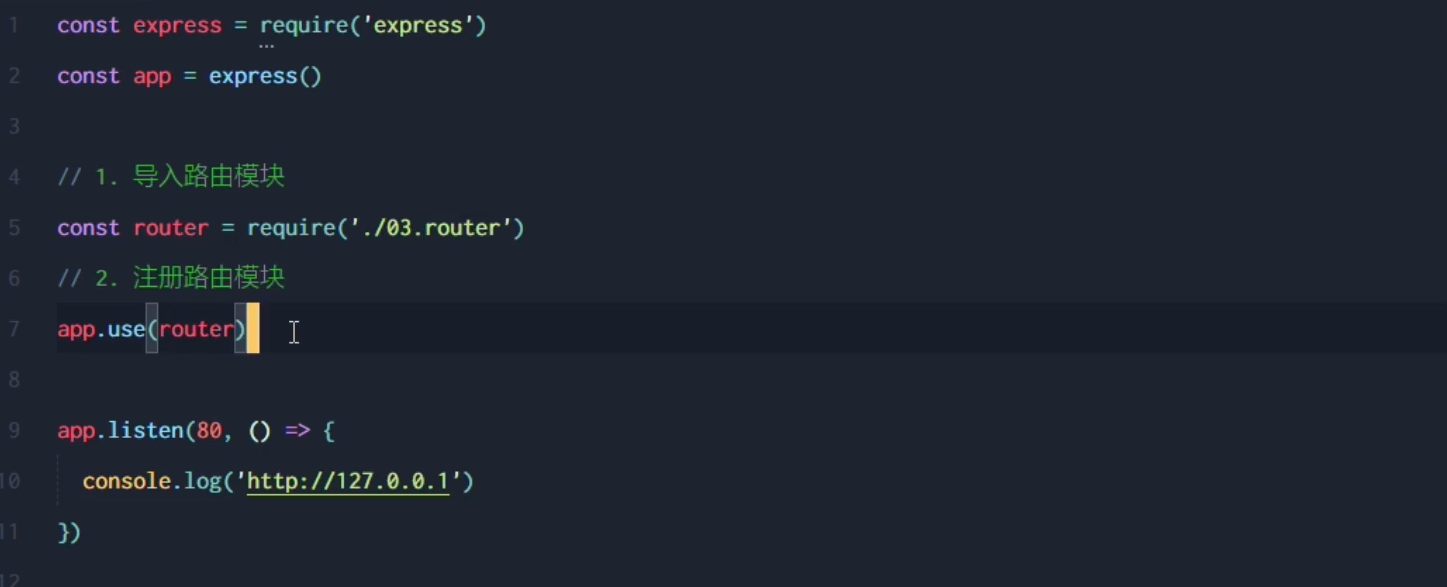 1 const express = require('express')
2 const app = express()
3
4 // 1. 导入路由模块
5 const router = require('./03.router')
6 // 2. 注册路由模块
7 app.use(router)
8
9 app.listen(80, () => {
10 console.log('http://127.0.0.1')
11 })
12